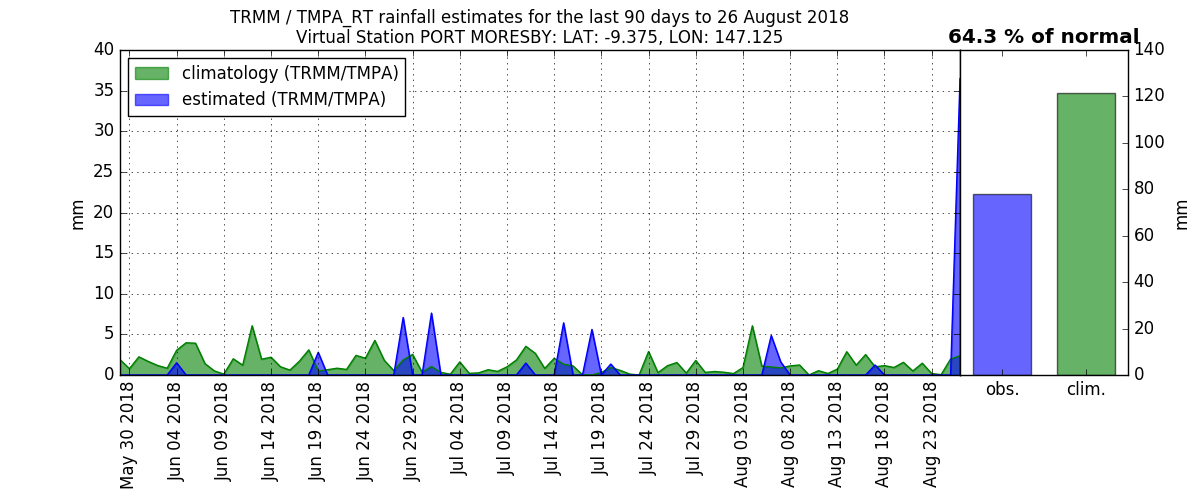 TRMM / TMPA_RT rainfall estimates for the last 90 days to 26 August 2018
Virtual Station PORT MORESBY: LAT: -9.375, LON: 147.125
64.3 % of normal
climatology (TRMM/TMPA)
estimated (TRMM/TMPA)
40
35
30
25
20
15
10
5
0
mm
May 30 2018
Jun 04 2018
Jun 09 2018
Jun 14 2018
Jun 19 2018
Jun 24 2018
Jun 29 2018
Jul 04 2018
Jul 09 2018
Jul 14 2018
Jul 19 2018
Jul 24 2018
Jul 29 2018
Aug 03 2018
Aug 08 2018
Aug 13 2018
Aug 18 2018
Aug 23 2018
obs.
clim.
140
120
100
80
60
40
20
0
mm